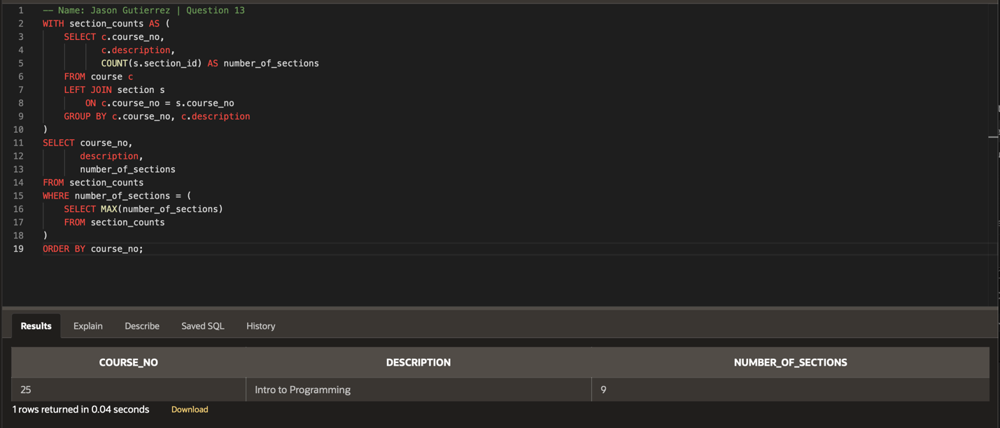 1 -- Name: Jason Gutierrez | Question 13
2 WITH section_counts AS (
3 SELECT c.course_no,
4 c.description,
5 COUNT(s.section_id) AS number_of_sections
6 FROM course c
7 LEFT JOIN section s
8 ON c.course_no = s.course_no
9 GROUP BY c.course_no, c.description
10 )
11 SELECT course_no,
12 description,
13 number_of_sections
14 FROM section_counts
15 WHERE number_of_sections = (
16 SELECT MAX(number_of_sections)
17 FROM section_counts
18 )
19 ORDER BY course_no;
Results Explain Describe Saved SQL History
COURSE_NO DESCRIPTION NUMBER_OF_SECTIONS
25 Intro to Programming 9
1 rows returned in 0.04 seconds Download